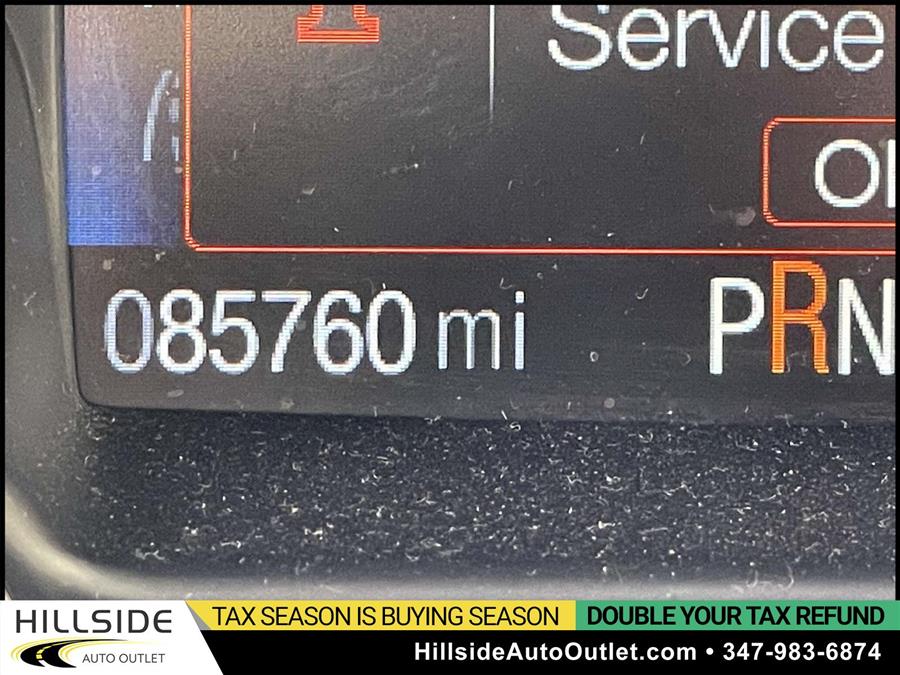 Service
OK
085760 mi
PRN
HILLSIDE
AUTO OUTLET
TAX SEASON IS BUYING SEASON
DOUBLE YOUR TAX REFUND
HillsideAutoOutlet.com • 347-983-6874